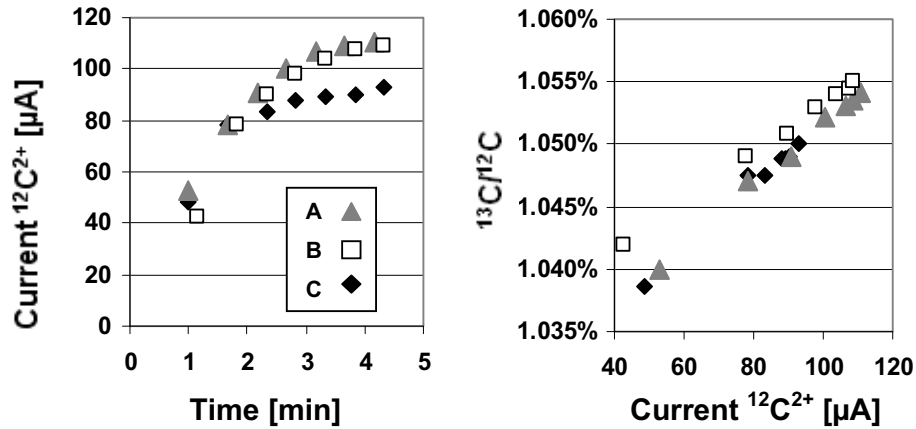 Current ¹²C²⁺ [µA]
120
100
80
60
40
20
0
A
B
C
0 1 2 3 4 5
Time [min]
¹³C/¹²C
1.060%
1.055%
1.050%
1.045%
1.040%
1.035%
40 60 80 100 120
Current ¹²C²⁺ [µA]